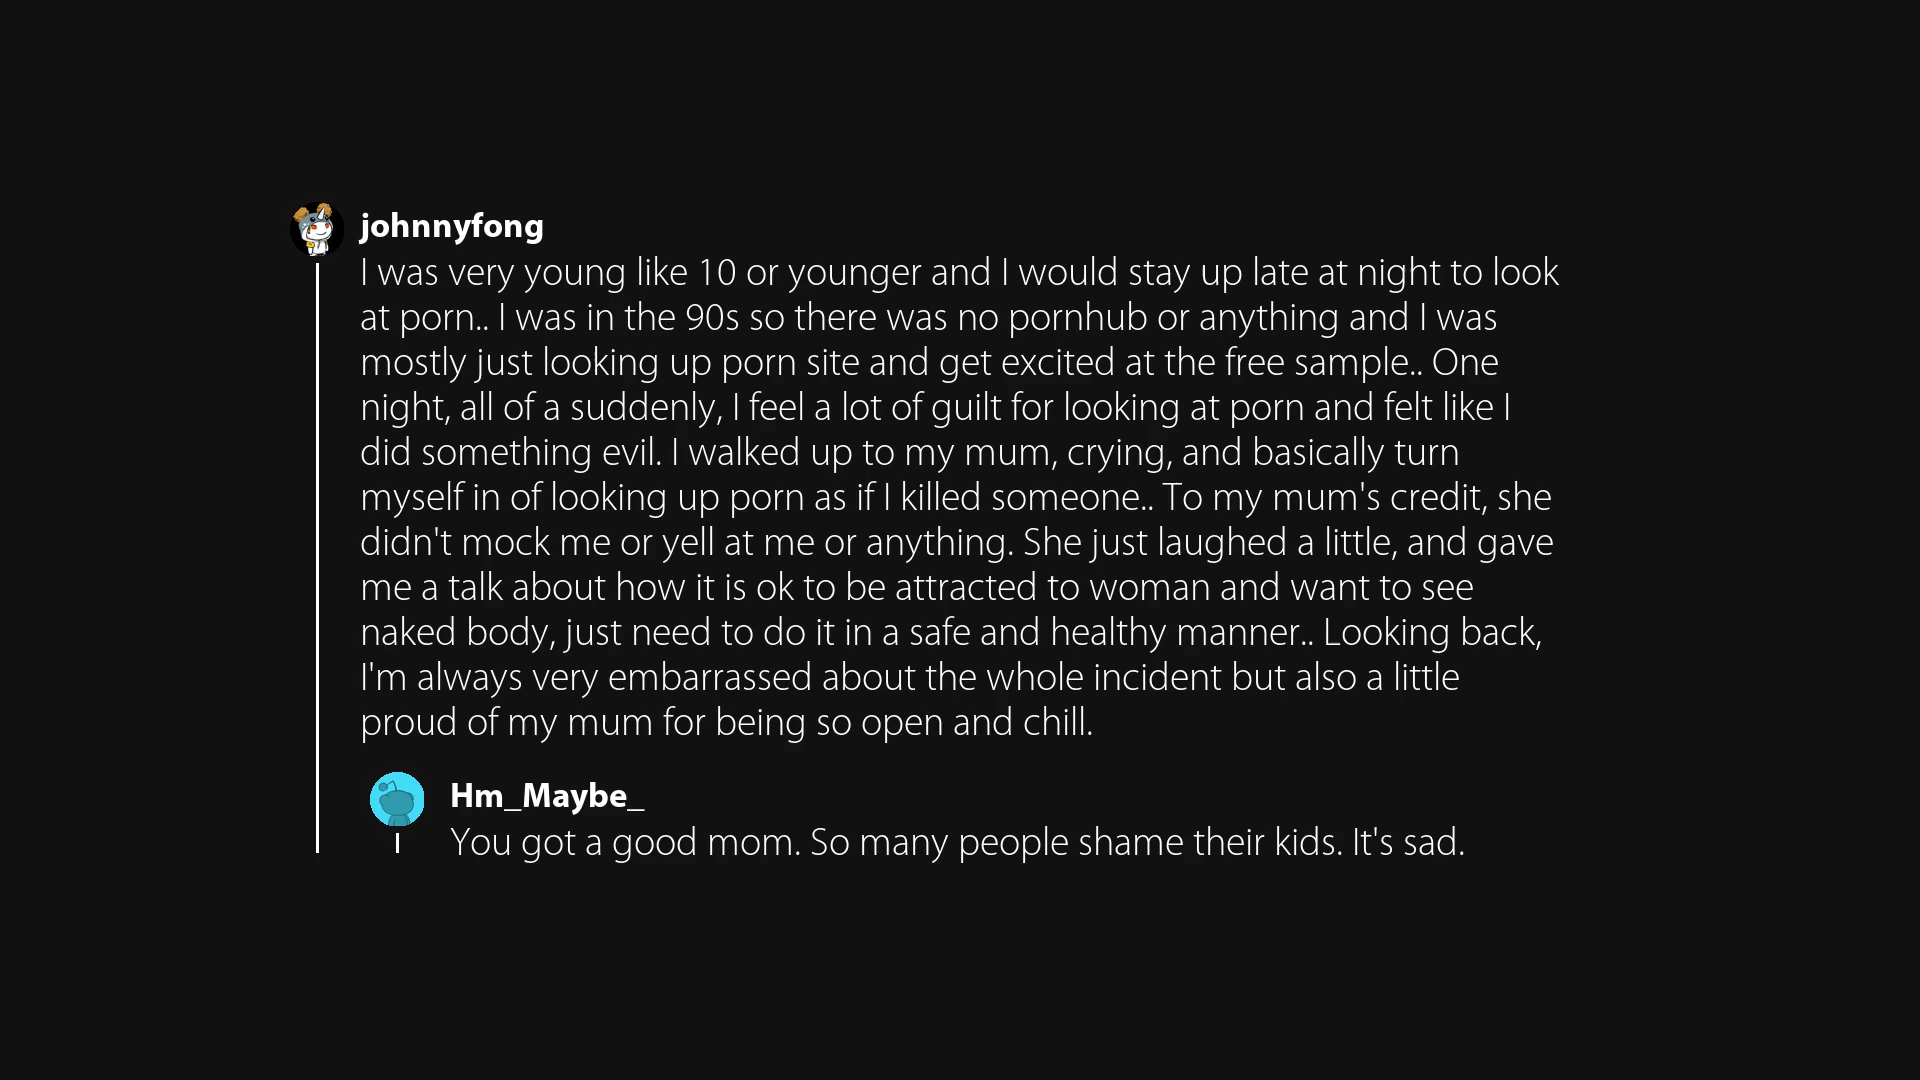 johnnyfong
I was very young like 10 or younger and I would stay up late at night to look
at porn.. I was in the 90s so there was no pornhub or anything and I was
mostly just looking up porn site and get excited at the free sample.. One
night, all of a suddenly, I feel a lot of guilt for looking at porn and felt like I
did something evil. I walked up to my mum, crying, and basically turn
myself in of looking up porn as if I killed someone.. To my mum's credit, she
didn't mock me or yell at me or anything. She just laughed a little, and gave
me a talk about how it is ok to be attracted to woman and want to see
naked body, just need to do it in a safe and healthy manner.. Looking back,
I'm always very embarrassed about the whole incident but also a little
proud of my mum for being so open and chill.
Hm_Maybe_
You got a good mom. So many people shame their kids. It's sad.